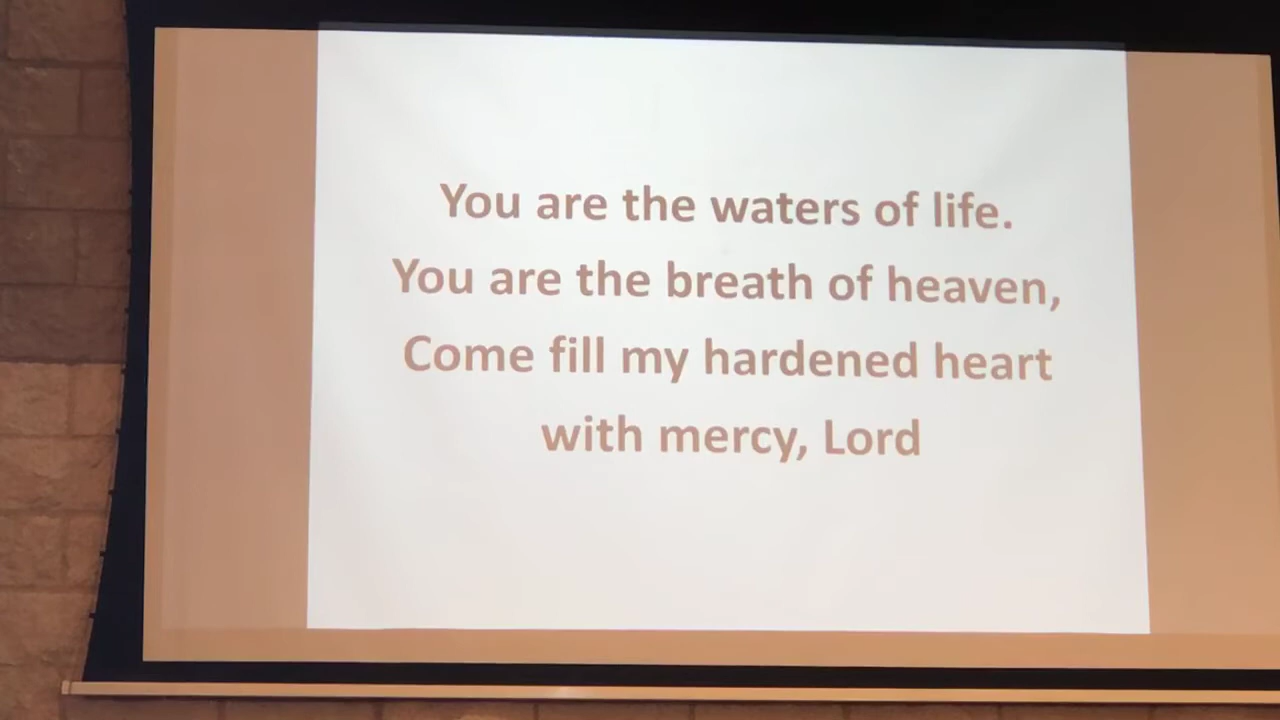 You are the waters of life.
You are the breath of heaven,
Come fill my hardened heart
with mercy, Lord